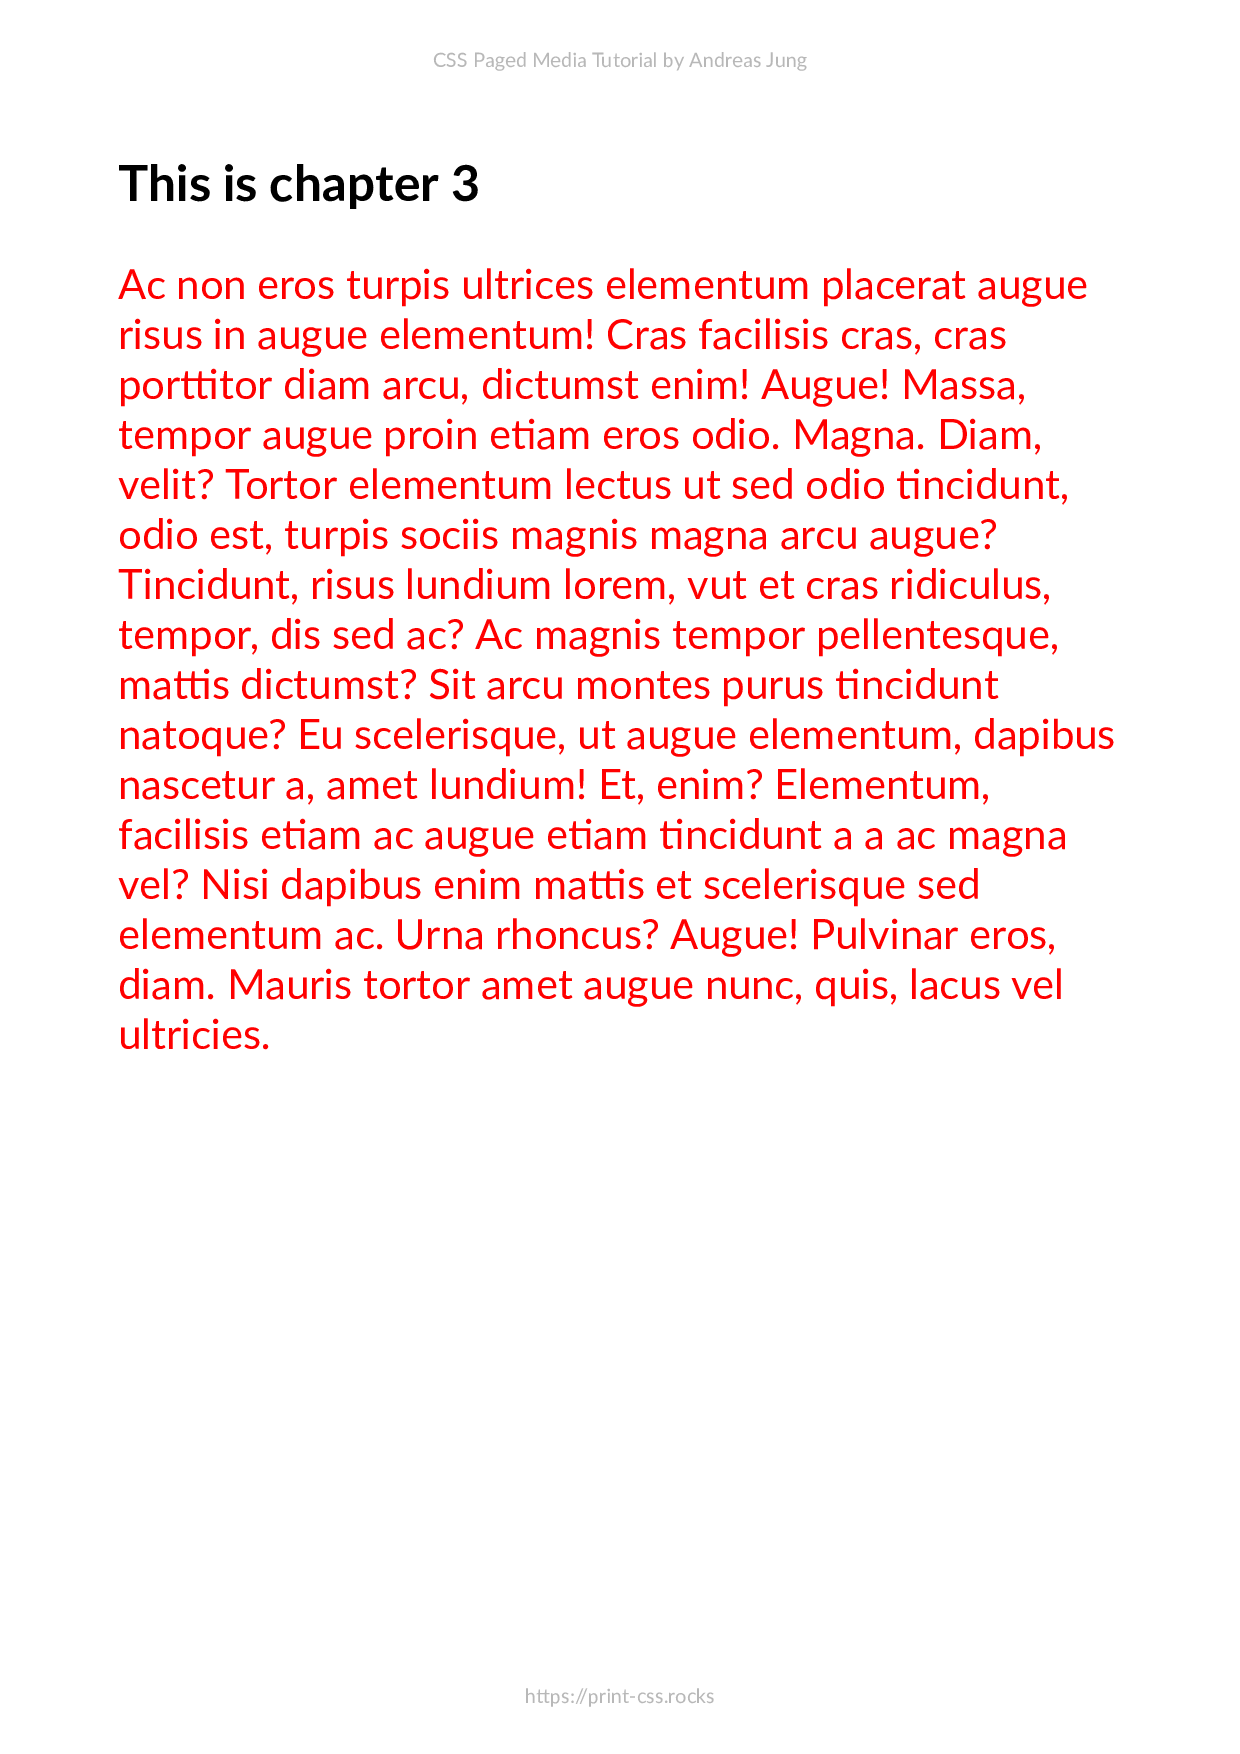 CSS Paged Media Tutorial by Andreas Jung
This is chapter 3
Ac non eros turpis ultrices elementum placerat augue
risus in augue elementum! Cras facilisis cras, cras
porttitor diam arcu, dictumst enim! Augue! Massa,
tempor augue proin etiam eros odio. Magna. Diam,
velit? Tortor elementum lectus ut sed odio tincidunt,
odio est, turpis sociis magnis magna arcu augue?
Tincidunt, risus lundium lorem, vut et cras ridiculus,
tempor, dis sed ac? Ac magnis tempor pellentesque,
mattis dictumst? Sit arcu montes purus tincidunt
natoque? Eu scelerisque, ut augue elementum, dapibus
nascetur a, amet lundium! Et, enim? Elementum,
facilisis etiam ac augue etiam tincidunt a a ac magna
vel? Nisi dapibus enim mattis et scelerisque sed
elementum ac. Urna rhoncus? Augue! Pulvinar eros,
diam. Mauris tortor amet augue nunc, quis, lacus vel
ultricies.
https://print-css.rocks